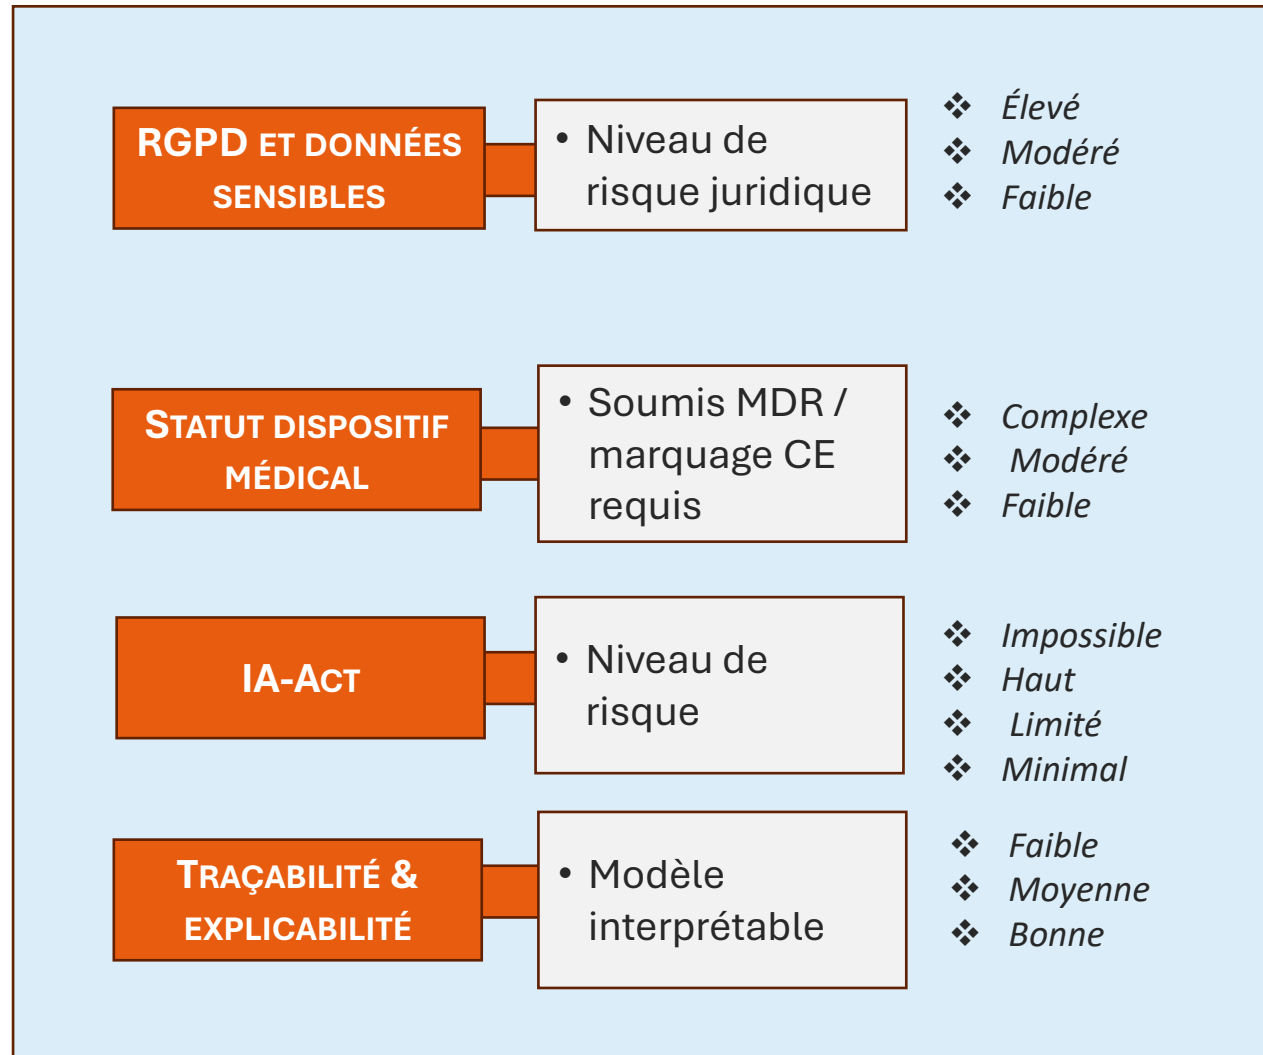 RGPD ET DONNÉES
SENSIBLES
• Niveau de
risque juridique
❖ Élevé
❖ Modéré
❖ Faible
STATUT DISPOSITIF
MÉDICAL
• Soumis MDR /
marquage CE
requis
❖ Complexe
❖ Modéré
❖ Faible
IA-ACT
• Niveau de
risque
❖ Impossible
❖ Haut
❖ Limité
❖ Minimal
TRAÇABILITÉ &
EXPLICABILITÉ
• Modèle
interprétable
❖ Faible
❖ Moyenne
❖ Bonne